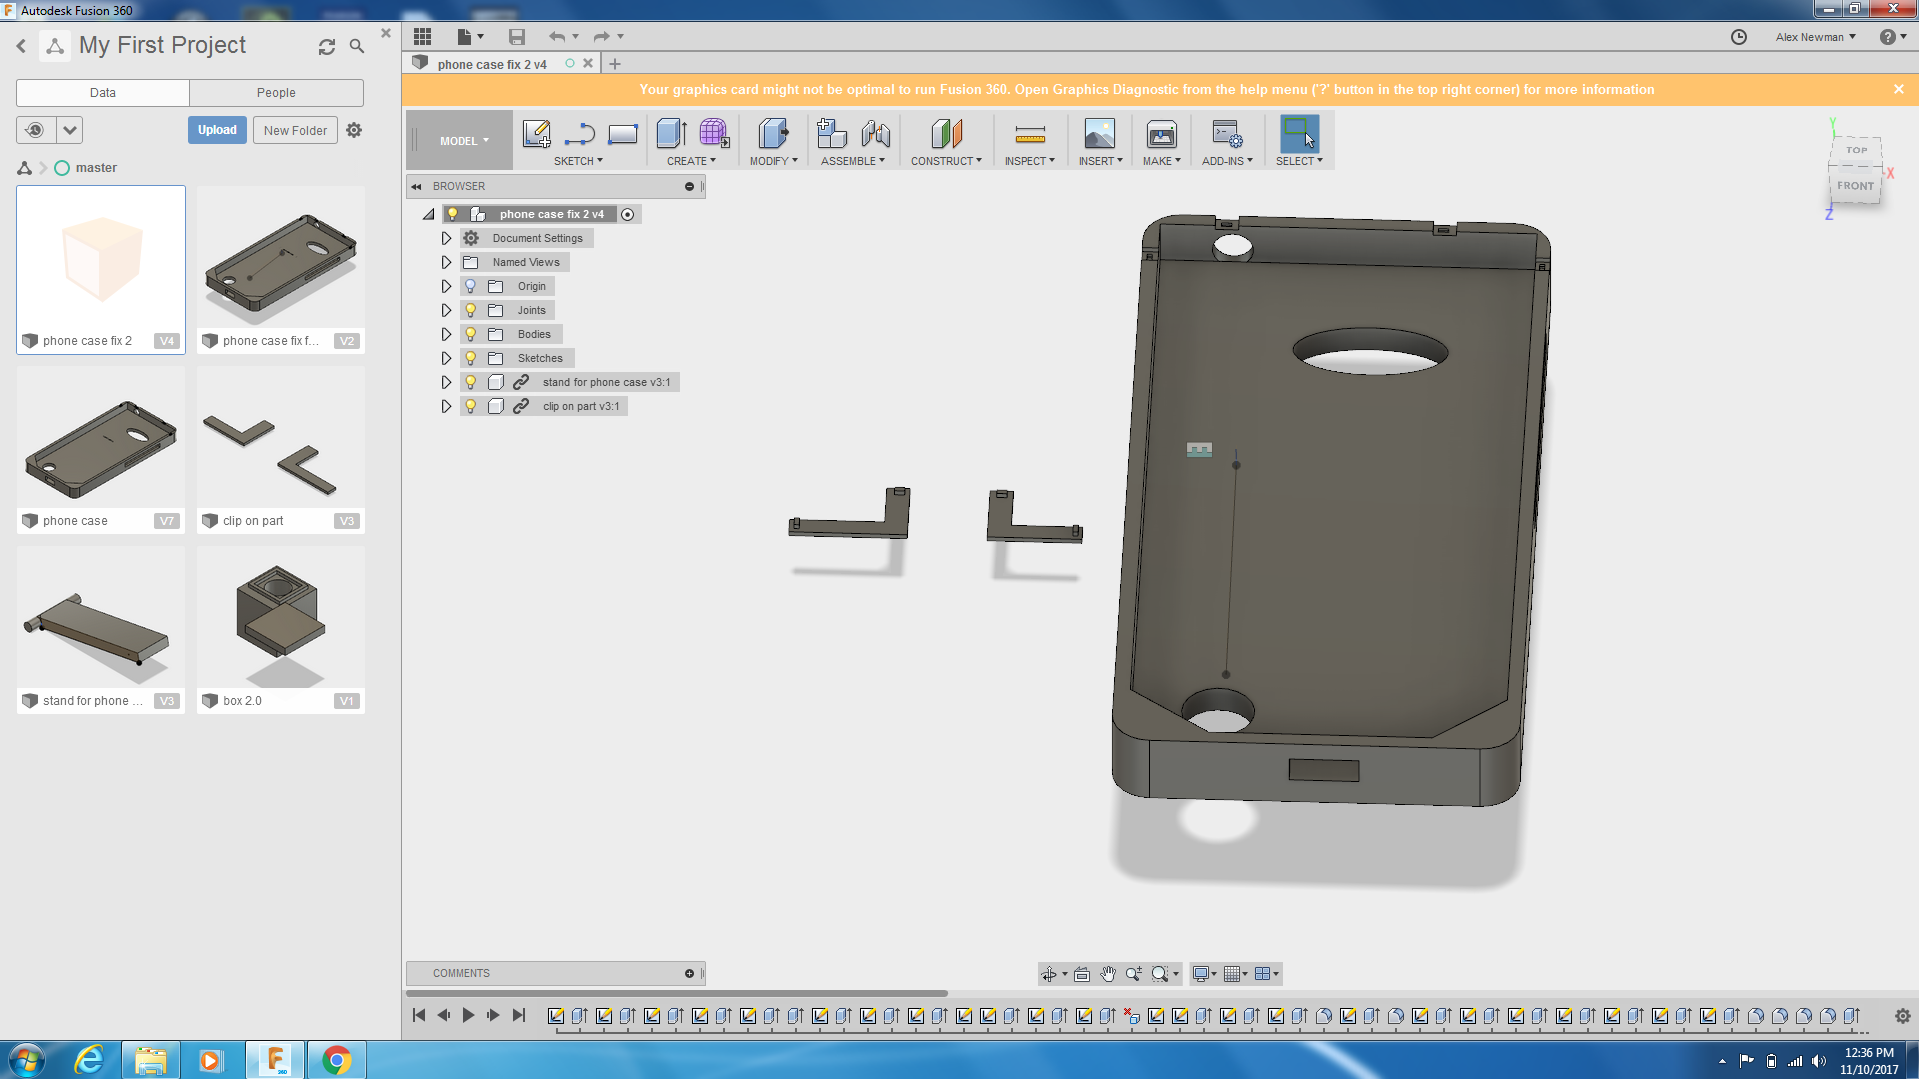 Autodesk Fusion 360
My First Project
Data
People
Upload
New Folder
master
phone case fix 2
V4
phone case fix f...
V2
phone case
V7
clip on part
V3
stand for phone ...
V3
box 2.0
V1
Alex Newman
phone case fix 2 v4
Your graphics card might not be optimal to run Fusion 360. Open Graphics Diagnostic from the help menu ('?' button in the top right corner) for more information
MODEL
SKETCH
CREATE
MODIFY
ASSEMBLE
CONSTRUCT
INSPECT
INSERT
MAKE
ADD-INS
SELECT
BROWSER
phone case fix 2 v4
Document Settings
Named Views
Origin
Joints
Bodies
Sketches
stand for phone case v3:1
clip on part v3:1
Y
TOP
X
FRONT
Z
COMMENTS
12:36 PM
11/10/2017